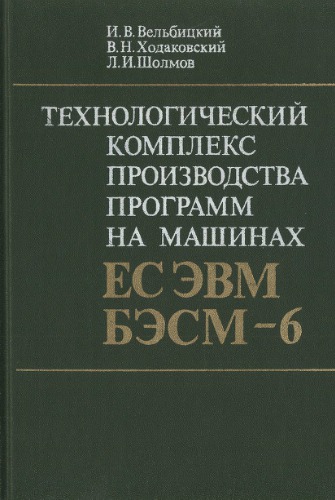 И.В.Вельбицкий
В.Н.Ходаковский
Л.И.Шолмов
ТЕХНОЛОГИЧЕСКИЙ
КОМПЛЕКС
ПРОИЗВОДСТВА
ПРОГРАММ
НА МАШИНАХ
ЕС ЭВМ
БЭСМ-6